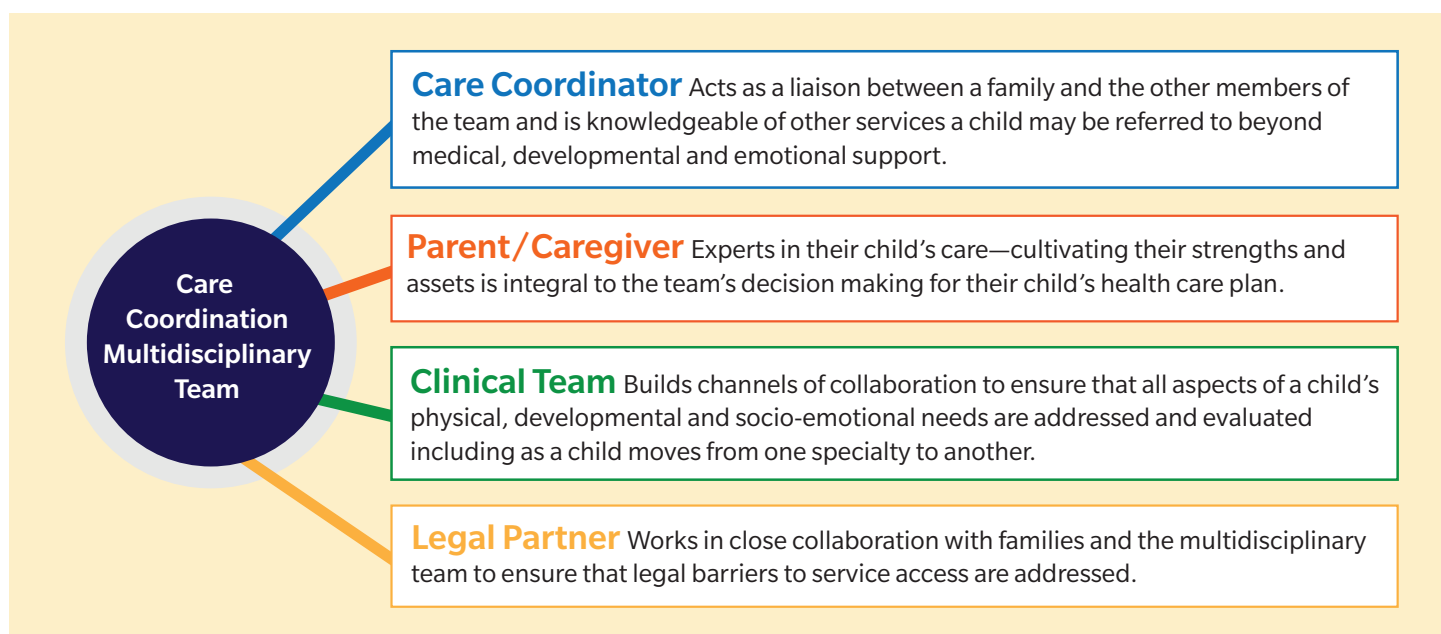 Care
Coordination
Multidisciplinary
Team
Care Coordinator Acts as a liaison between a family and the other members of
the team and is knowledgeable of other services a child may be referred to beyond
medical, developmental and emotional support.
Parent/Caregiver Experts in their child’s care—cultivating their strengths and
assets is integral to the team’s decision making for their child’s health care plan.
Clinical Team Builds channels of collaboration to ensure that all aspects of a child’s
physical, developmental and socio-emotional needs are addressed and evaluated
including as a child moves from one specialty to another.
Legal Partner Works in close collaboration with families and the multidisciplinary
team to ensure that legal barriers to service access are addressed.